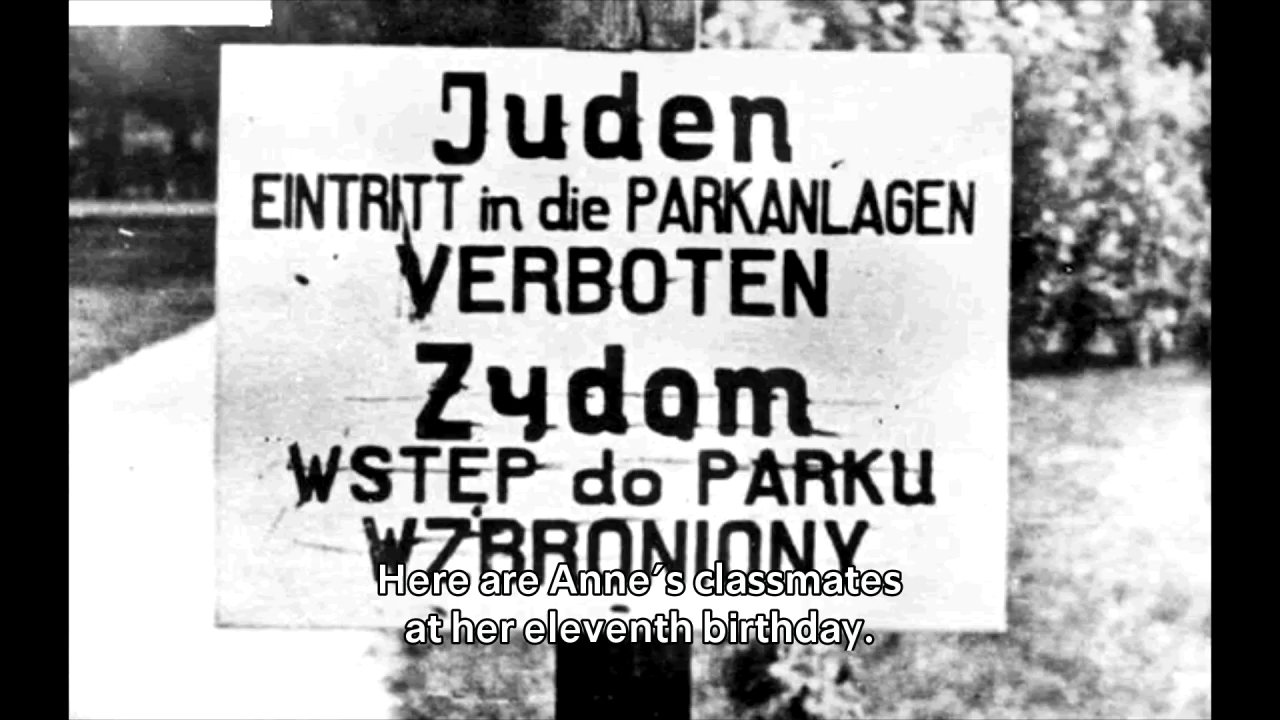 Juden
EINTRITT in die PARKANLAGEN
VERBOTEN
Zydom
WSTĘP do PARKU
WZBRONIONY
Here are Anne's classmates
at her eleventh birthday.